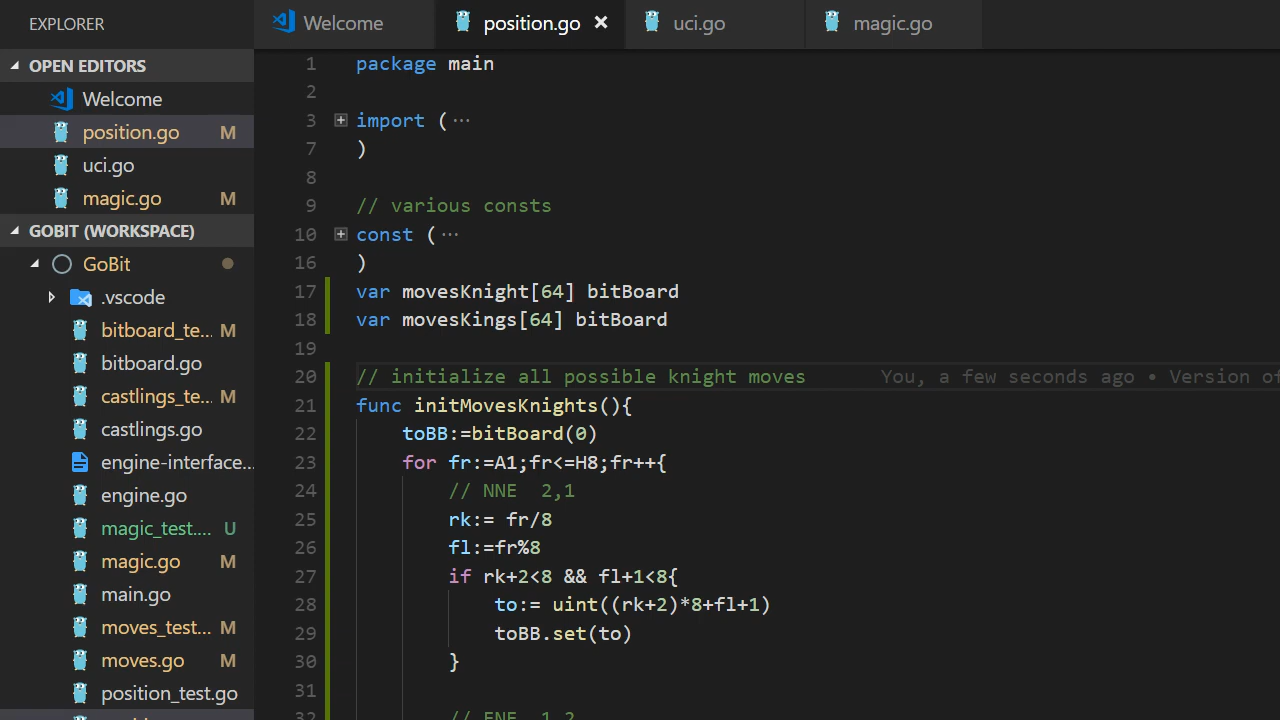 EXPLORER
OPEN EDITORS
Welcome
position.go M
uci.go
magic.go M
GOBIT (WORKSPACE)
GoBit
.vscode
bitboard_te... M
bitboard.go
castlings_te... M
castlings.go
engine-interface...
engine.go
magic_test.... U
magic.go M
main.go
moves_test... M
moves.go M
position_test.go
Welcome position.go × uci.go magic.go
1 package main
2
3 import ( ···
7 )
8
9 // various consts
10 const ( ···
16 )
17 var movesKnight[64] bitBoard
18 var movesKings[64] bitBoard
19
20 // initialize all possible knight moves You, a few seconds ago • Version of
21 func initMovesKnights(){
22 toBB:=bitBoard(0)
23 for fr:=A1;fr<=H8;fr++{
24 // NNE 2,1
25 rk:= fr/8
26 fl:=fr%8
27 if rk+2<8 && fl+1<8{
28 to:= uint((rk+2)*8+fl+1)
29 toBB.set(to)
30 }
31
32 // ENE 1,2